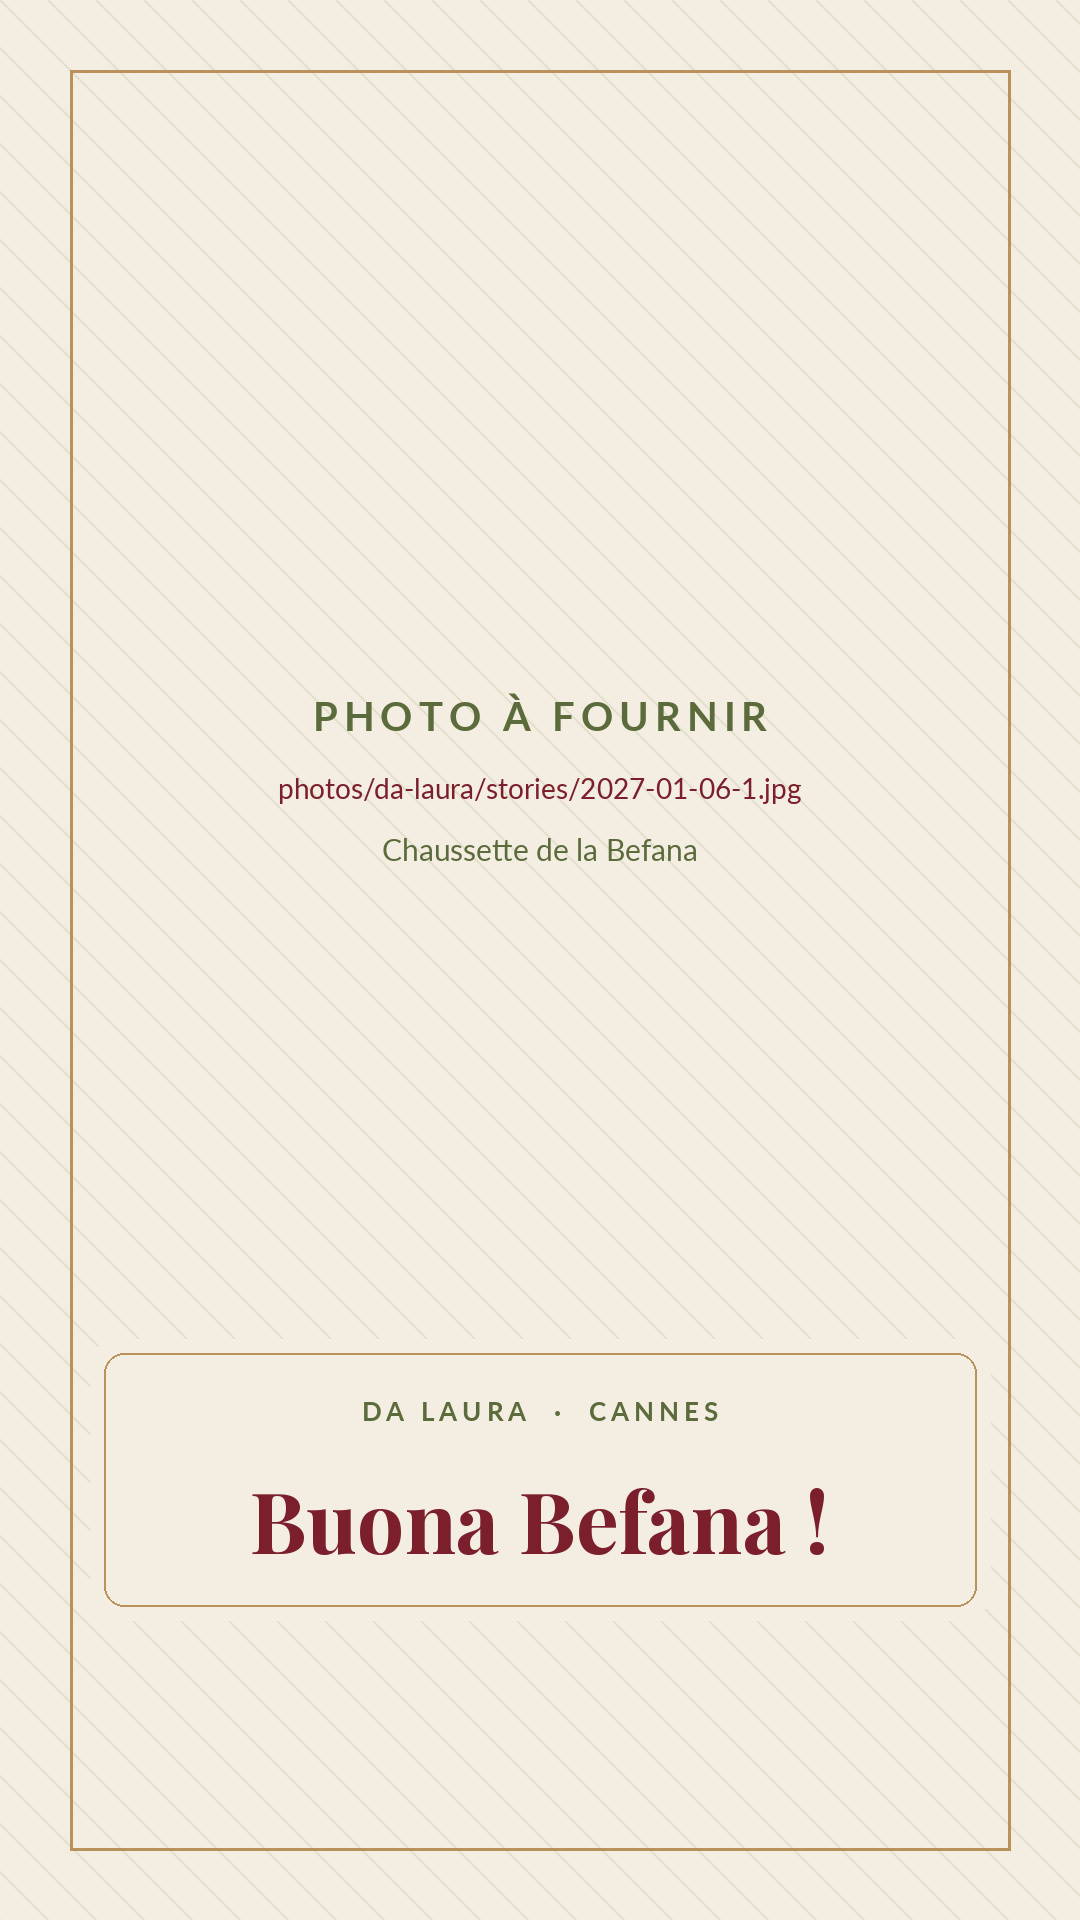 PHOTO À FOURNIR
photos/da-laura/stories/2027-01-06-1.jpg
Chaussette de la Befana
DA LAURA · CANNES
Buona Befana !